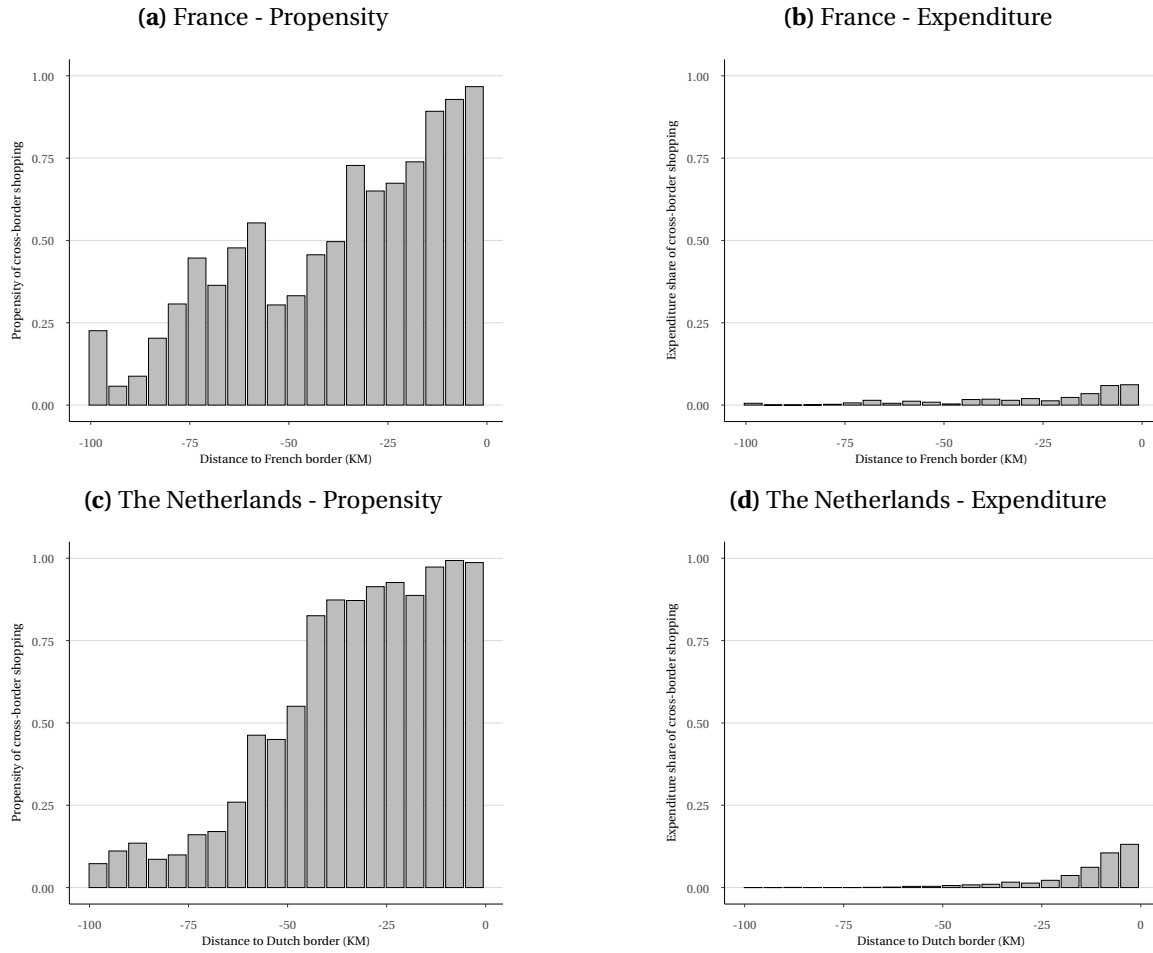 (a) France - Propensity
1.00
0.75
0.50
0.25
0.00
Propensity of cross-border shopping
-100 -75 -50 -25 0
Distance to French border (KM)
(b) France - Expenditure
1.00
0.75
0.50
0.25
0.00
Expenditure share of cross-border shopping
-100 -75 -50 -25 0
Distance to French border (KM)
(c) The Netherlands - Propensity
1.00
0.75
0.50
0.25
0.00
Propensity of cross-border shopping
-100 -75 -50 -25 0
Distance to Dutch border (KM)
(d) The Netherlands - Expenditure
1.00
0.75
0.50
0.25
0.00
Expenditure share of cross-border shopping
-100 -75 -50 -25 0
Distance to Dutch border (KM)